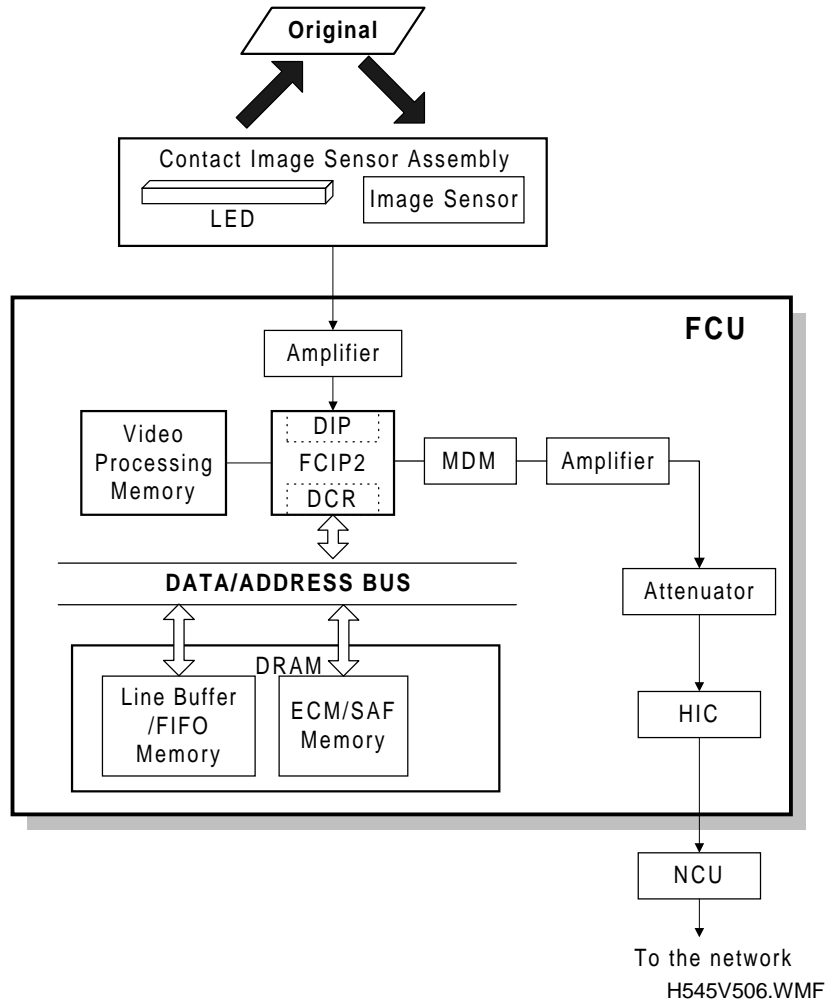 Original
Contact Image Sensor Assembly
LED
Image Sensor
FCU
Amplifier
Video
Processing
Memory
DIP
FCIP2
DCR
MDM
Amplifier
DATA/ADDRESS BUS
Attenuator
DRAM
Line Buffer
/FIFO
Memory
ECM/SAF
Memory
HIC
NCU
To the network
H545V506.WMF